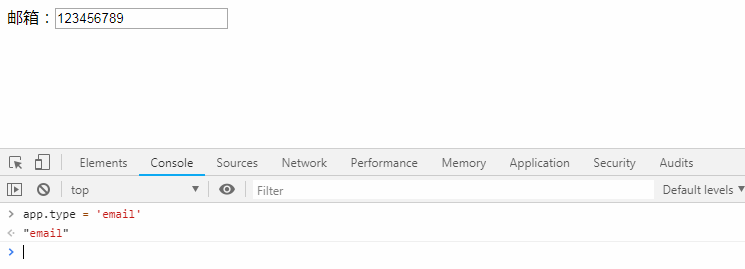 邮箱：123456789
Elements Console Sources Network Performance Memory Application Security Audits
top Filter Default levels
app.type = 'email'
"email"